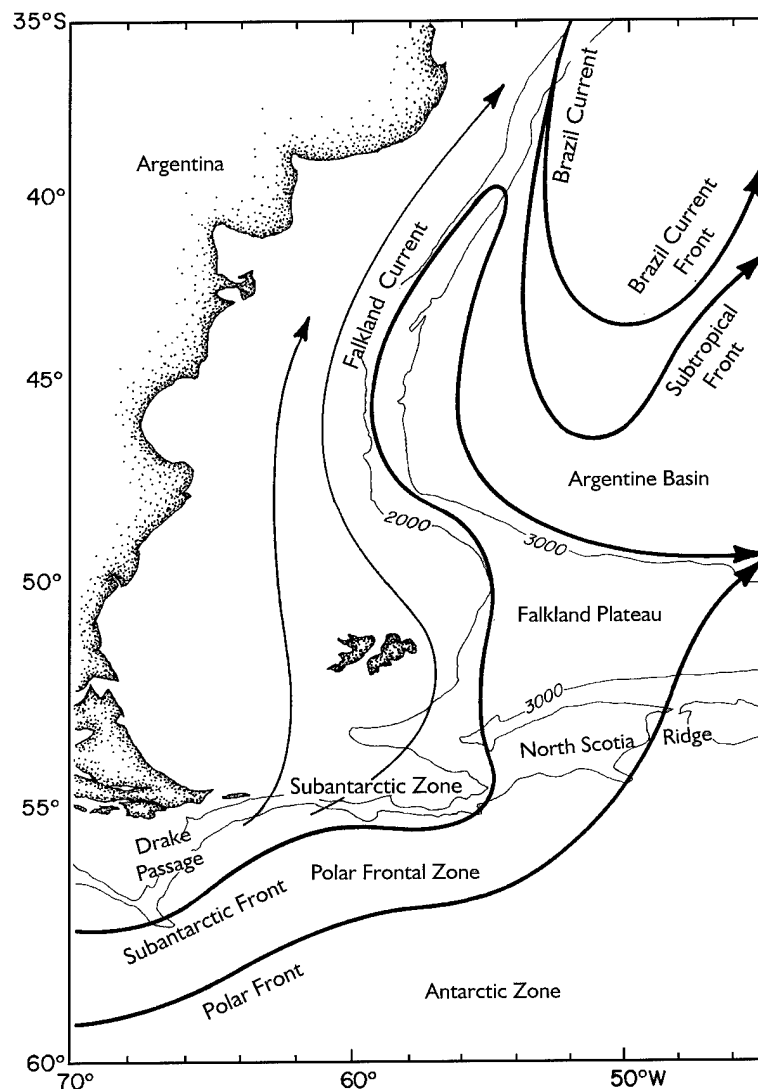 35°S
Argentina
Brazil Current
40°
Brazil Current
Front
Falkland Current
Subtropical
Front
45°
Argentine Basin
2000
3000
50°
Falkland Plateau
3000
North Scotia Ridge
Subantarctic Zone
55°
Drake
Passage
Polar Frontal Zone
Subantarctic Front
Polar Front
Antarctic Zone
60°
70°
60°
50°W